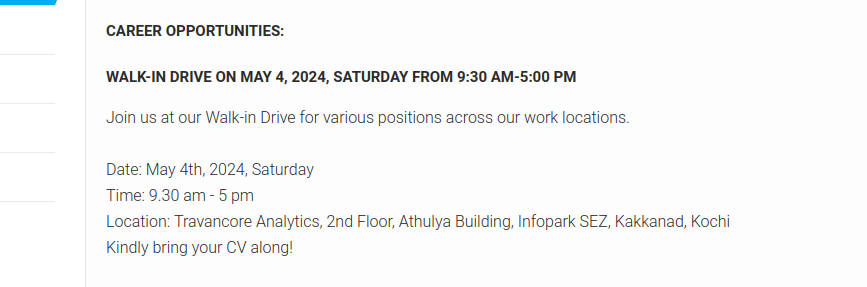 CAREER OPPORTUNITIES:
WALK-IN DRIVE ON MAY 4, 2024, SATURDAY FROM 9:30 AM-5:00 PM
Join us at our Walk-in Drive for various positions across our work locations.
Date: May 4th, 2024, Saturday
Time: 9.30 am - 5 pm
Location: Travancore Analytics, 2nd Floor, Athulya Building, Infopark SEZ, Kakkanad, Kochi
Kindly bring your CV along!